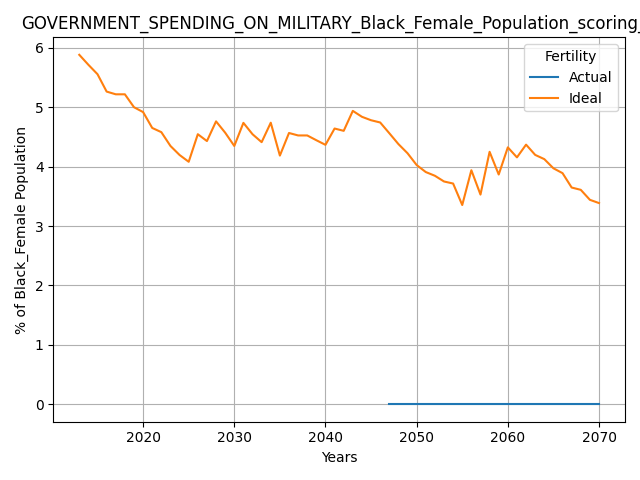 GOVERNMENT_SPENDING_ON_MILITARY_Black_Female_Population_scoring_
Fertility
Actual
Ideal
% of Black_Female Population
6
5
4
3
2
1
0
2020 2030 2040 2050 2060 2070
Years